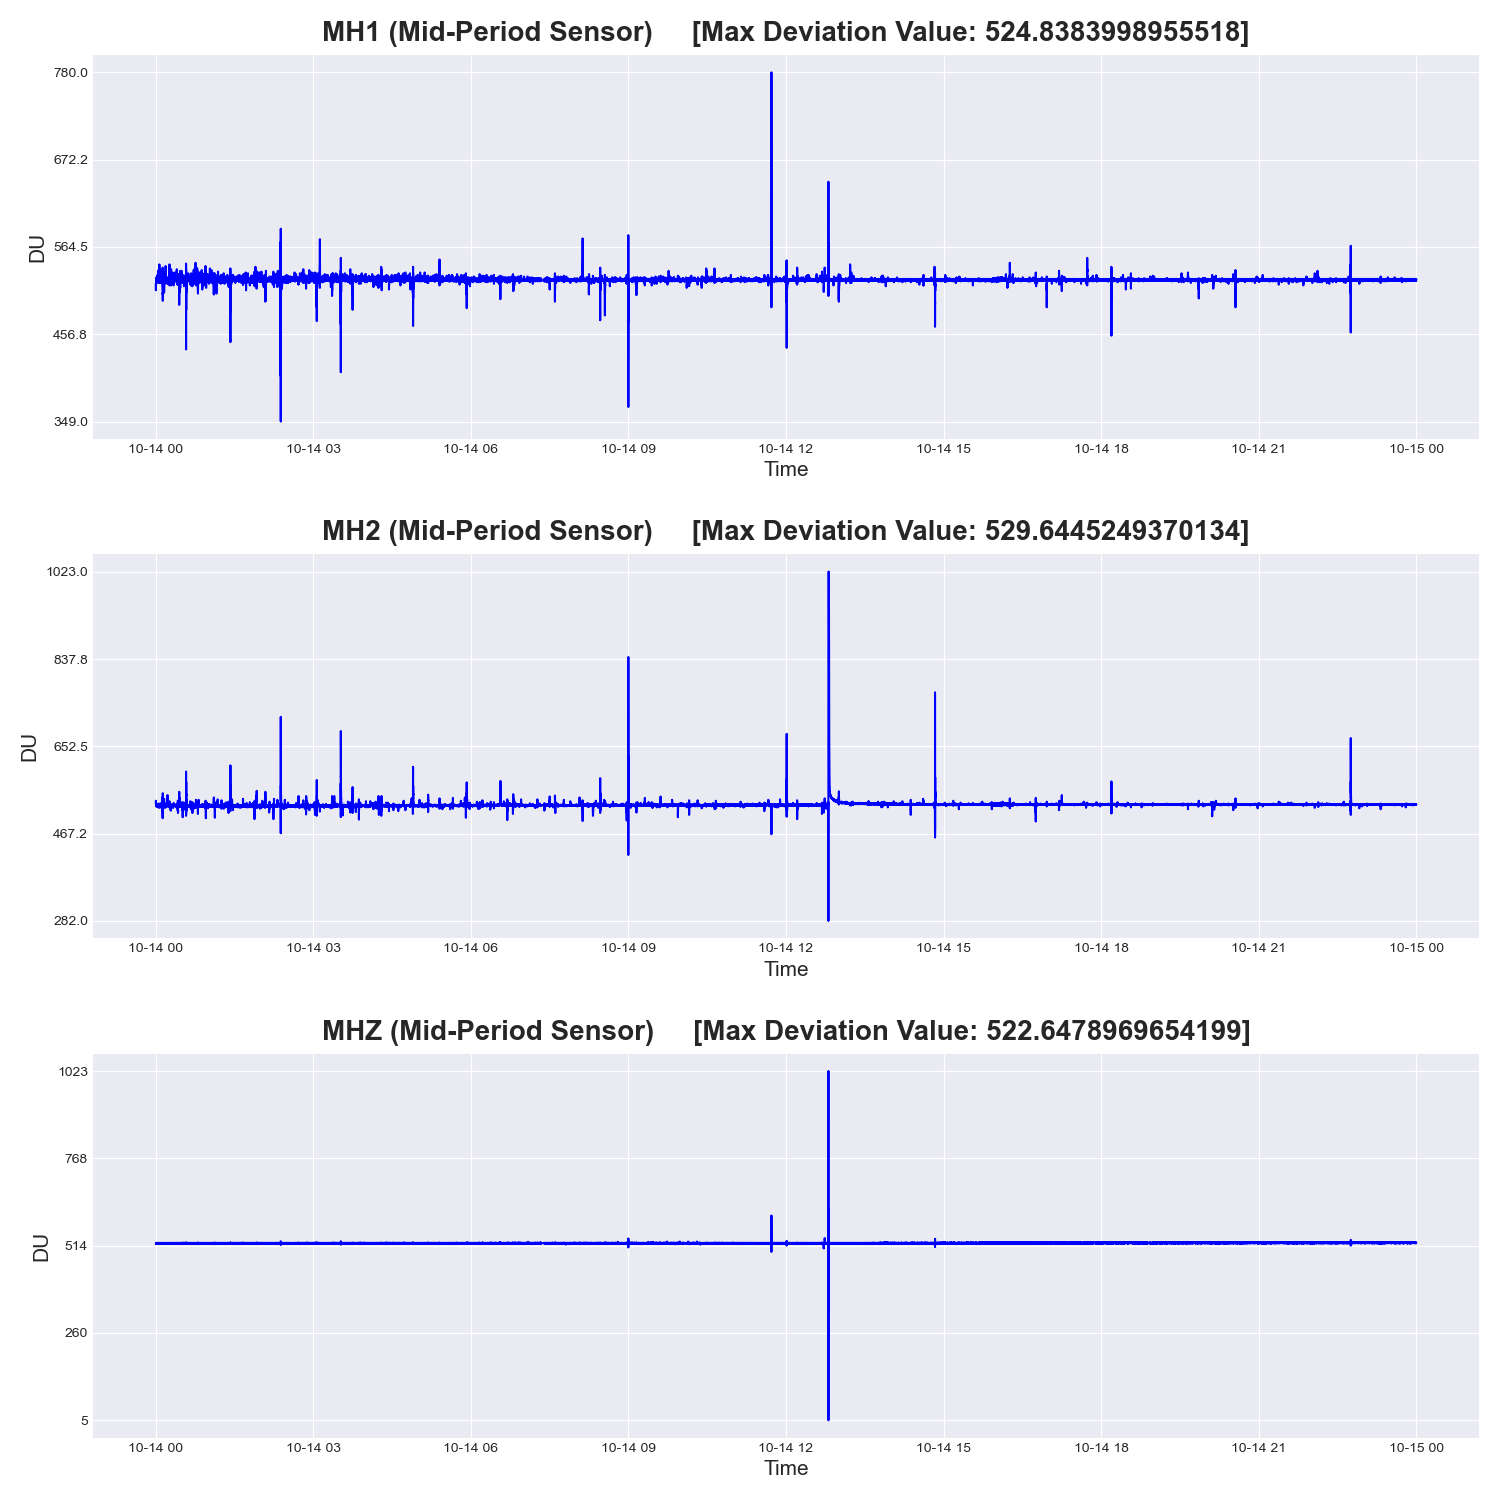 MH1 (Mid-Period Sensor) [Max Deviation Value: 524.8383998955518]
780.0
672.2
564.5
456.8
349.0
DU
10-14 00 10-14 03 10-14 06 10-14 09 10-14 12 10-14 15 10-14 18 10-14 21 10-15 00
Time
MH2 (Mid-Period Sensor) [Max Deviation Value: 529.6445249370134]
1023.0
837.8
652.5
467.2
282.0
DU
10-14 00 10-14 03 10-14 06 10-14 09 10-14 12 10-14 15 10-14 18 10-14 21 10-15 00
Time
MHZ (Mid-Period Sensor) [Max Deviation Value: 522.6478969654199]
1023
768
514
260
5
DU
10-14 00 10-14 03 10-14 06 10-14 09 10-14 12 10-14 15 10-14 18 10-14 21 10-15 00
Time